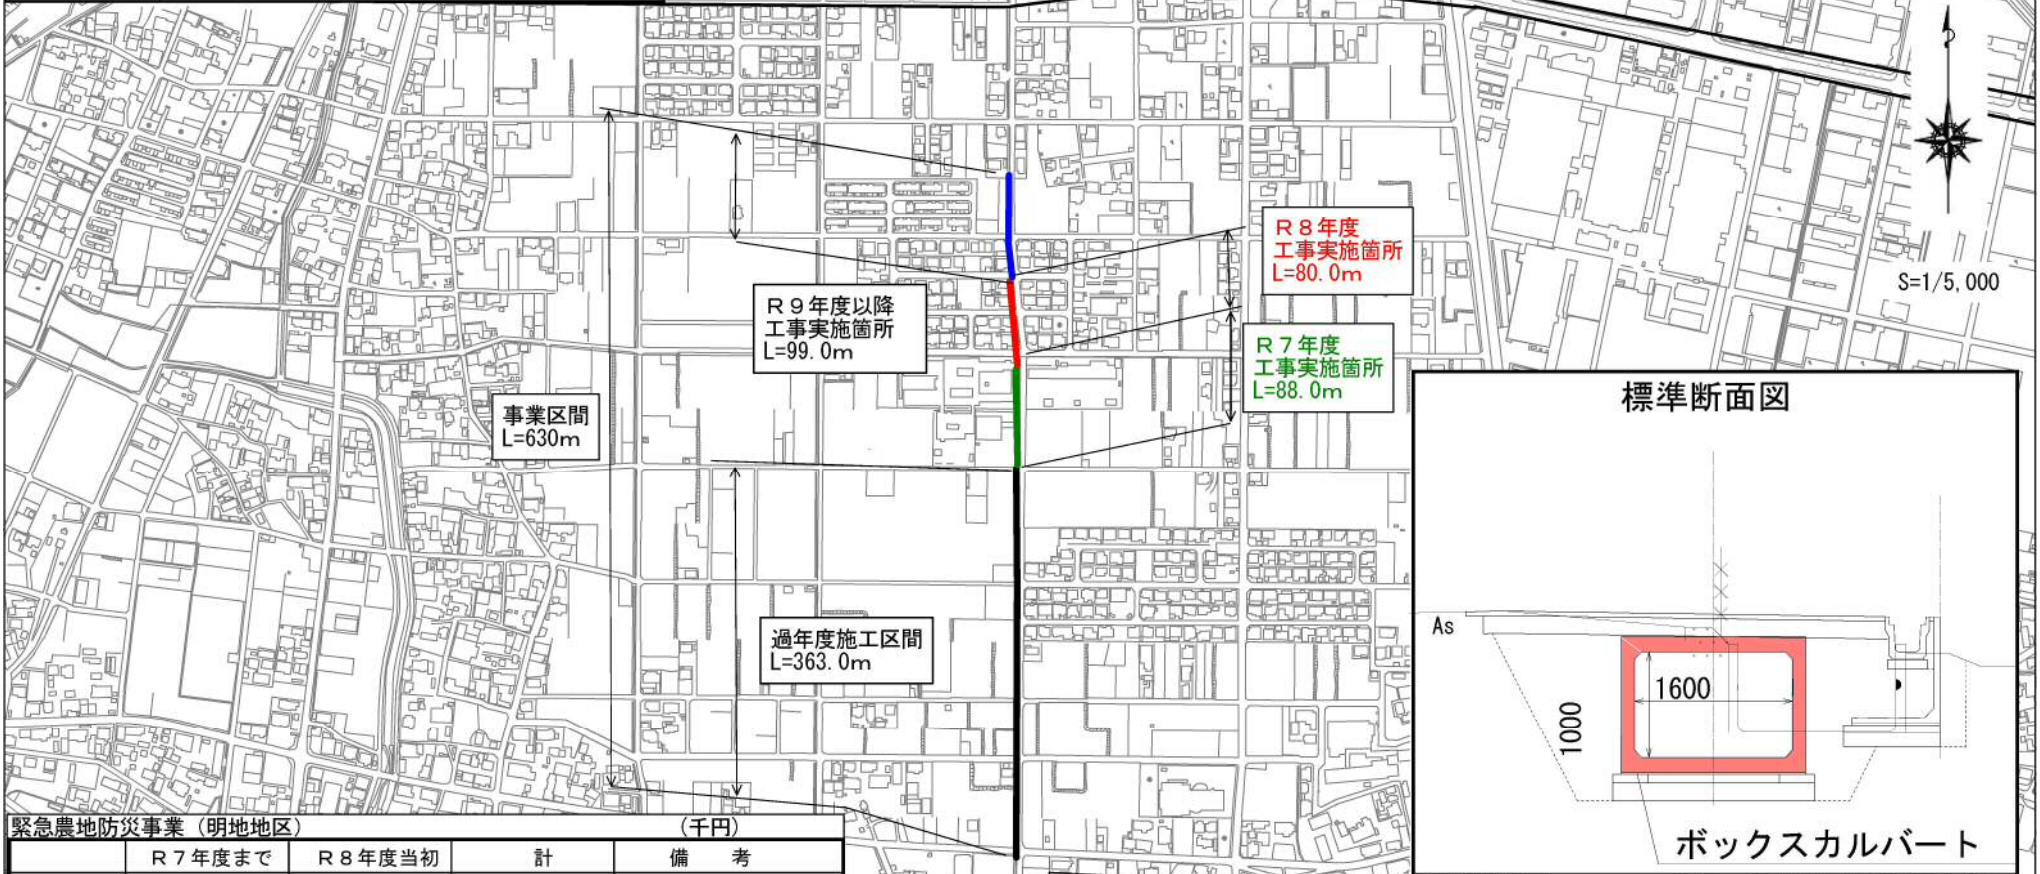 R8年度
工事実施箇所
L=80.0m
S=1/5,000
R9年度以降
工事実施箇所
L=99.0m
R7年度
工事実施箇所
L=88.0m
事業区間
L=630m
標準断面図
過年度施工区間
L=363.0m
As
1600
1000
ボックスカルバート
緊急農地防災事業(明地地区) (千円)
R7年度まで R8年度当初 計 備 考